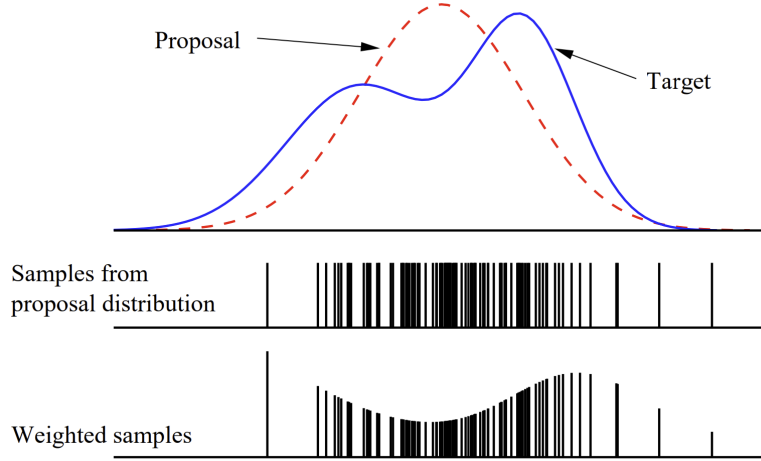 Proposal
Target
Samples from
proposal distribution
Weighted samples